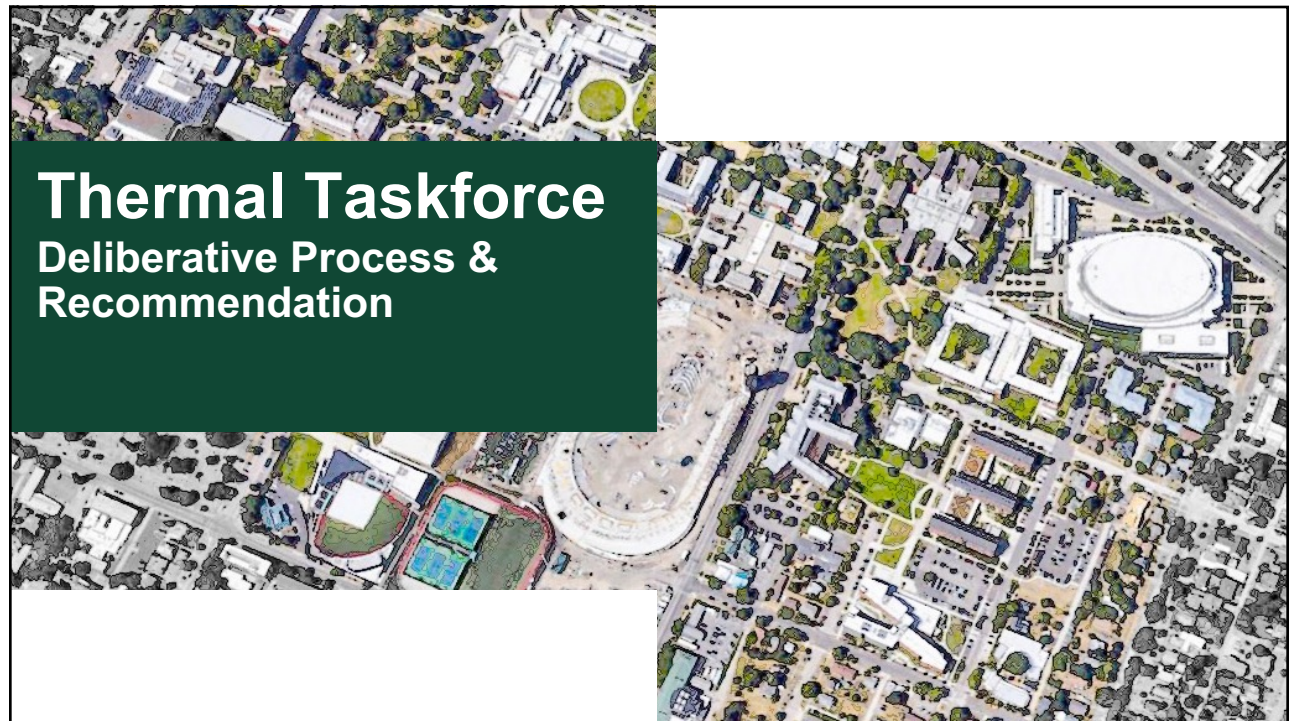 Thermal Taskforce
Deliberative Process &
Recommendation